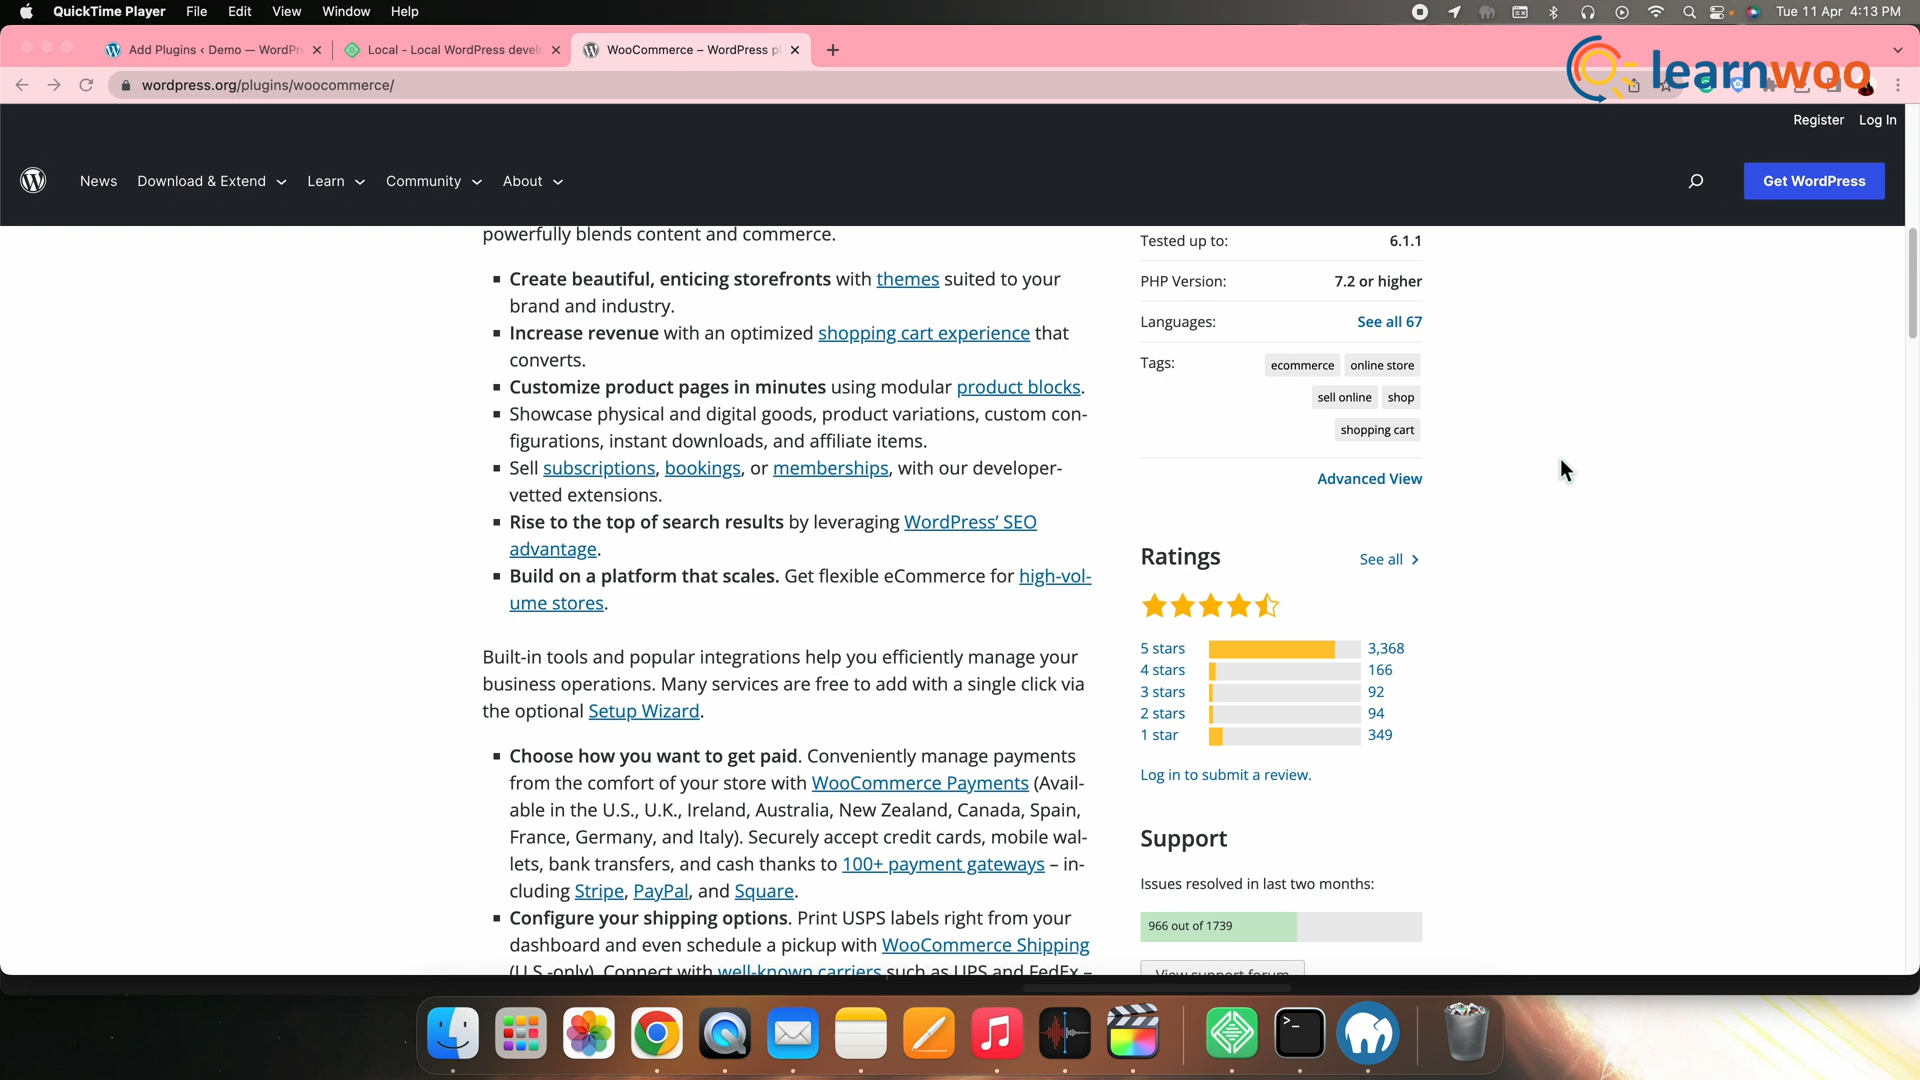 QuickTime Player File Edit View Window Help
Tue 11 Apr 4:13 PM
Add Plugins ‹ Demo — WordPr
Local - Local WordPress devel
WooCommerce – WordPress p
learnwoo
wordpress.org/plugins/woocommerce/
Register Log In
News Download & Extend Learn Community About
Get WordPress
powerfully blends content and commerce.
Create beautiful, enticing storefronts with themes suited to your
brand and industry.
Increase revenue with an optimized shopping cart experience that
converts.
Customize product pages in minutes using modular product blocks.
Showcase physical and digital goods, product variations, custom con-
figurations, instant downloads, and affiliate items.
Sell subscriptions, bookings, or memberships, with our developer-
vetted extensions.
Rise to the top of search results by leveraging WordPress’ SEO
advantage.
Build on a platform that scales. Get flexible eCommerce for high-vol-
ume stores.
Built-in tools and popular integrations help you efficiently manage your
business operations. Many services are free to add with a single click via
the optional Setup Wizard.
Choose how you want to get paid. Conveniently manage payments
from the comfort of your store with WooCommerce Payments (Avail-
able in the U.S., U.K., Ireland, Australia, New Zealand, Canada, Spain,
France, Germany, and Italy). Securely accept credit cards, mobile wal-
lets, bank transfers, and cash thanks to 100+ payment gateways – in-
cluding Stripe, PayPal, and Square.
Configure your shipping options. Print USPS labels right from your
dashboard and even schedule a pickup with WooCommerce Shipping
(U.S.-only). Connect with well-known carriers such as UPS and FedEx –
Tested up to: 6.1.1
PHP Version: 7.2 or higher
Languages: See all 67
Tags: ecommerce online store
sell online shop
shopping cart
Advanced View
Ratings See all
5 stars 3,368
4 stars 166
3 stars 92
2 stars 94
1 star 349
Log in to submit a review.
Support
Issues resolved in last two months:
966 out of 1739
View support forum